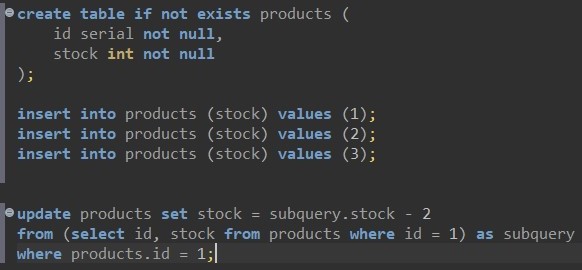 create table if not exists products (
id serial not null,
stock int not null
);
insert into products (stock) values (1);
insert into products (stock) values (2);
insert into products (stock) values (3);
update products set stock = subquery.stock - 2
from (select id, stock from products where id = 1) as subquery
where products.id = 1;